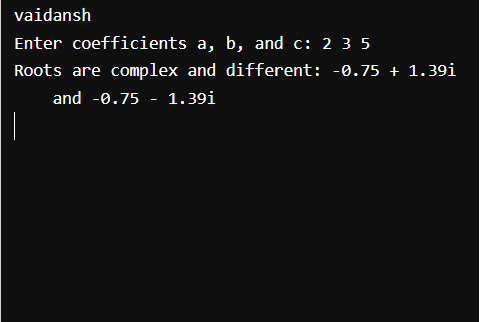 vaidansh
Enter coefficients a, b, and c: 2 3 5
Roots are complex and different: -0.75 + 1.39i
and -0.75 - 1.39i